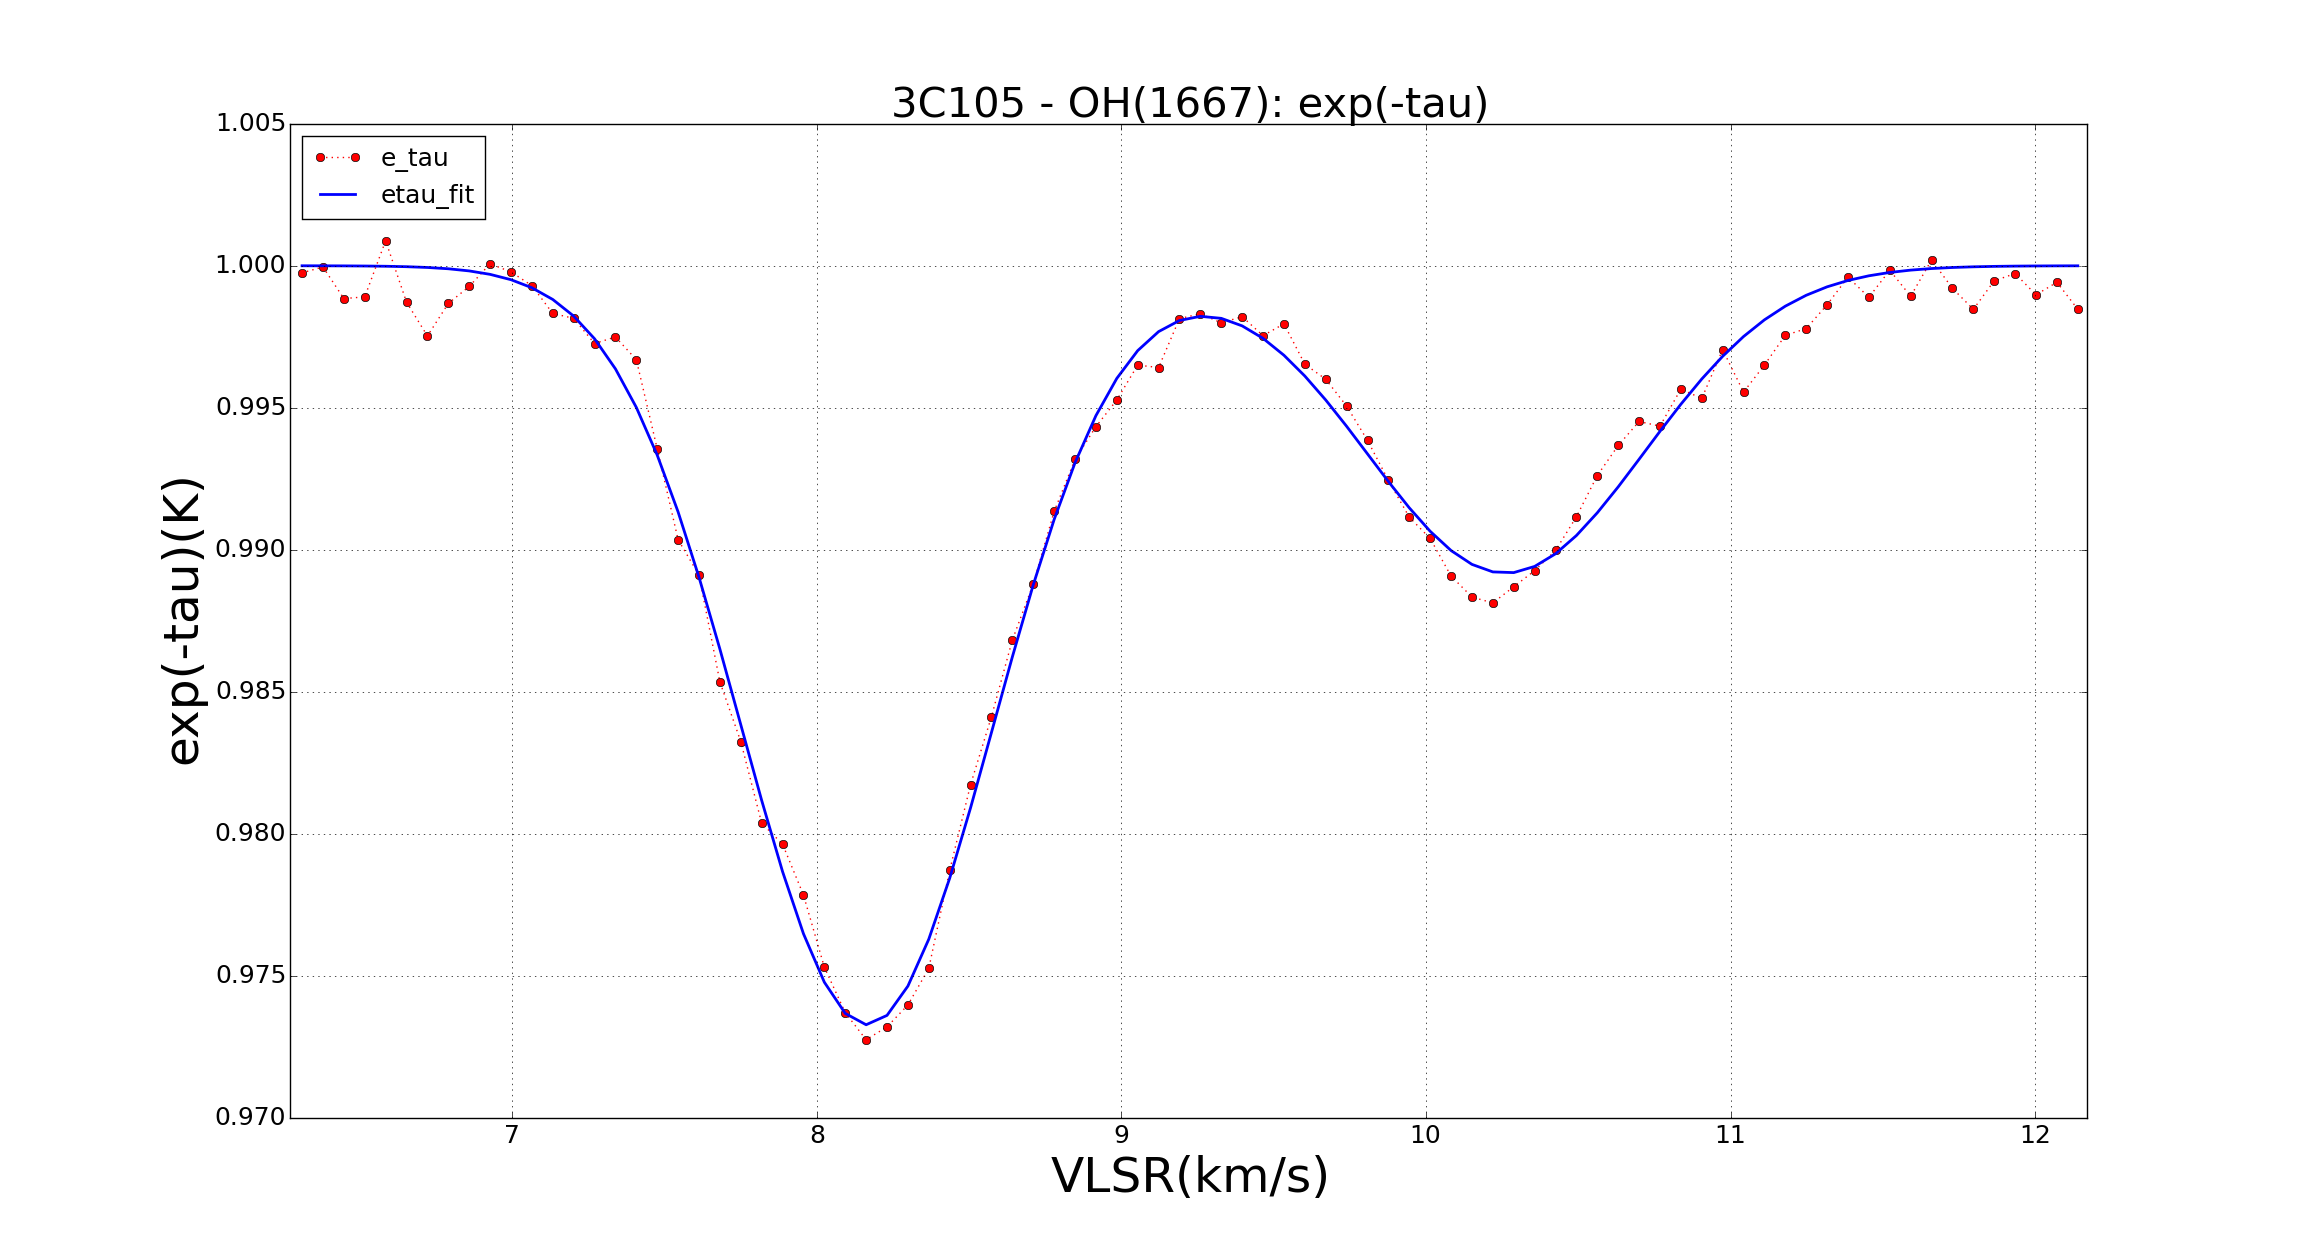 3C105 - OH(1667): exp(-tau)
e_tau
etau_fit
exp(-tau)(K)
1.005
1.000
0.995
0.990
0.985
0.980
0.975
0.970
7 8 9 10 11 12
VLSR(km/s)